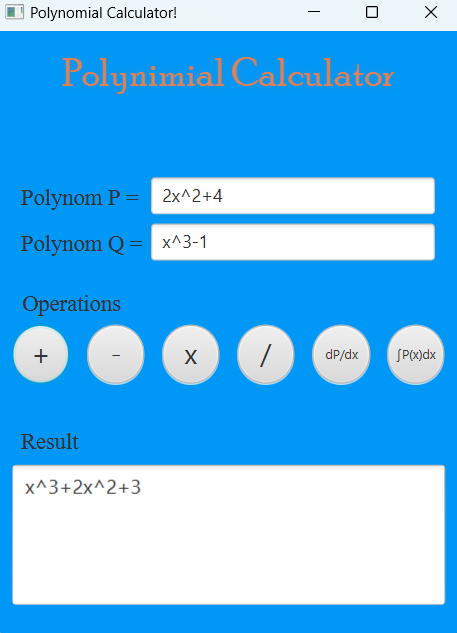 Polynomial Calculator!
Polynimial Calculator
Polynom P = 2x^2+4
Polynom Q = x^3-1
Operations
+ - x / dP/dx ∫P(x)dx
Result
x^3+2x^2+3